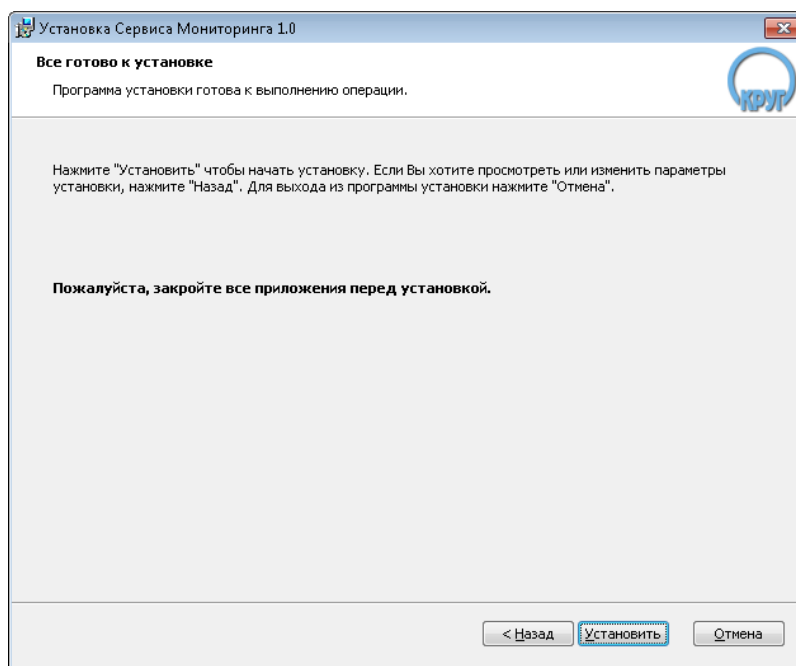 Установка Сервиса Мониторинга 1.0
Все готово к установке
Программа установки готова к выполнению операции.
КРУГ
Нажмите "Установить" чтобы начать установку. Если Вы хотите просмотреть или изменить параметры
установки, нажмите "Назад". Для выхода из программы установки нажмите "Отмена".
Пожалуйста, закройте все приложения перед установкой.
< Назад Установить Отмена